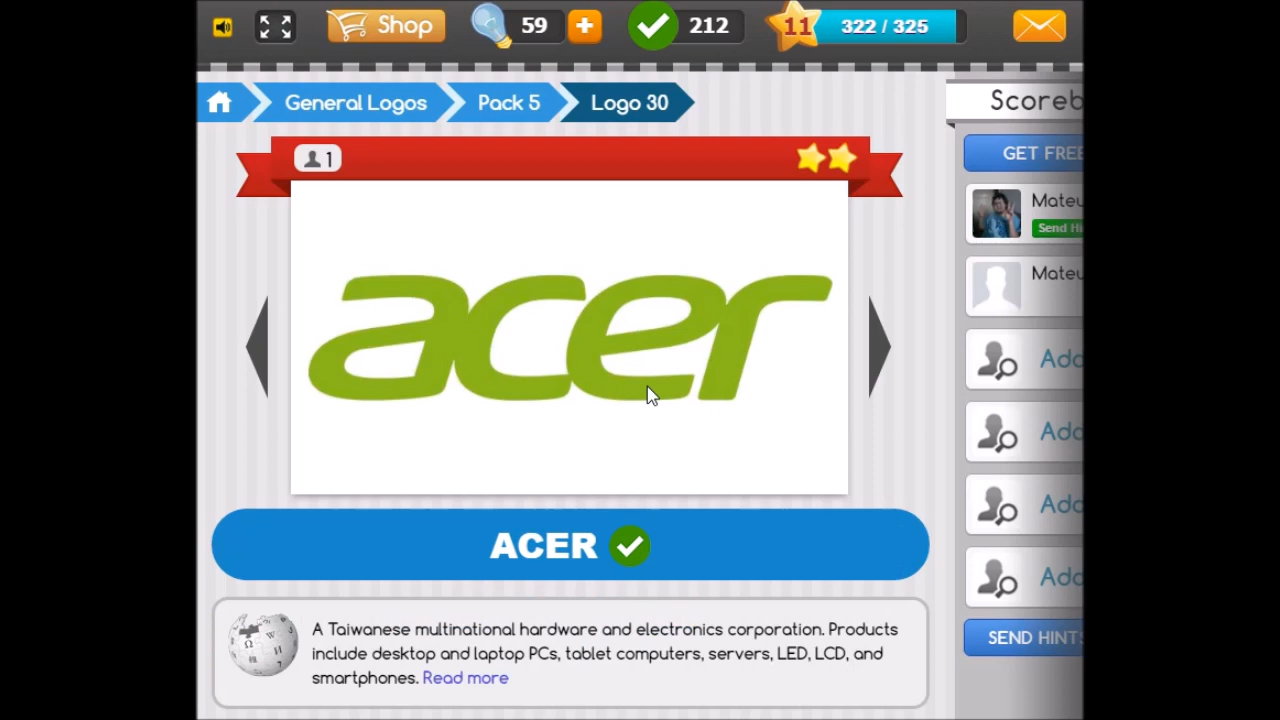 Shop
59
212
11
322 / 325
General Logos
Pack 5
Logo 30
Scoreb
1
GET FREE
acer
Mateu
Send Hi
Mateu
Add
Add
Add
Add
ACER
A Taiwanese multinational hardware and electronics corporation. Products
include desktop and laptop PCs, tablet computers, servers, LED, LCD, and
smartphones. Read more
SEND HINTS